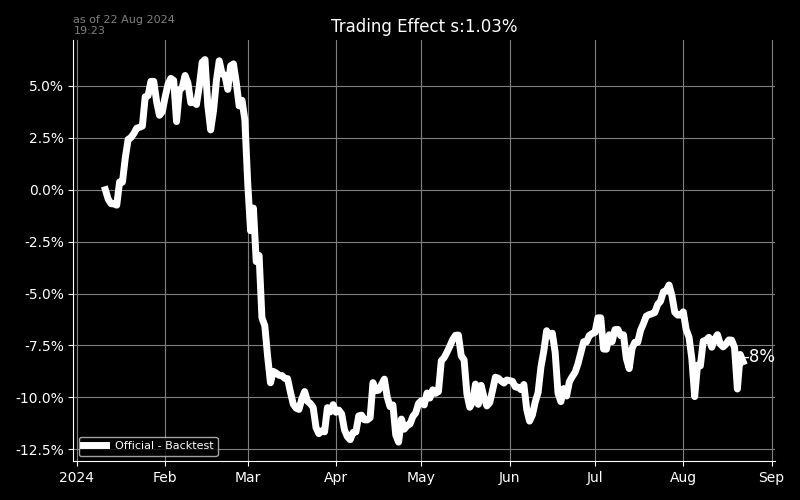 as of 22 Aug 2024
19:23
Trading Effect s:1.03%
5.0%
2.5%
0.0%
-2.5%
-5.0%
-7.5%
-10.0%
-12.5%
-8%
Official - Backtest
2024 Feb Mar Apr May Jun Jul Aug Sep